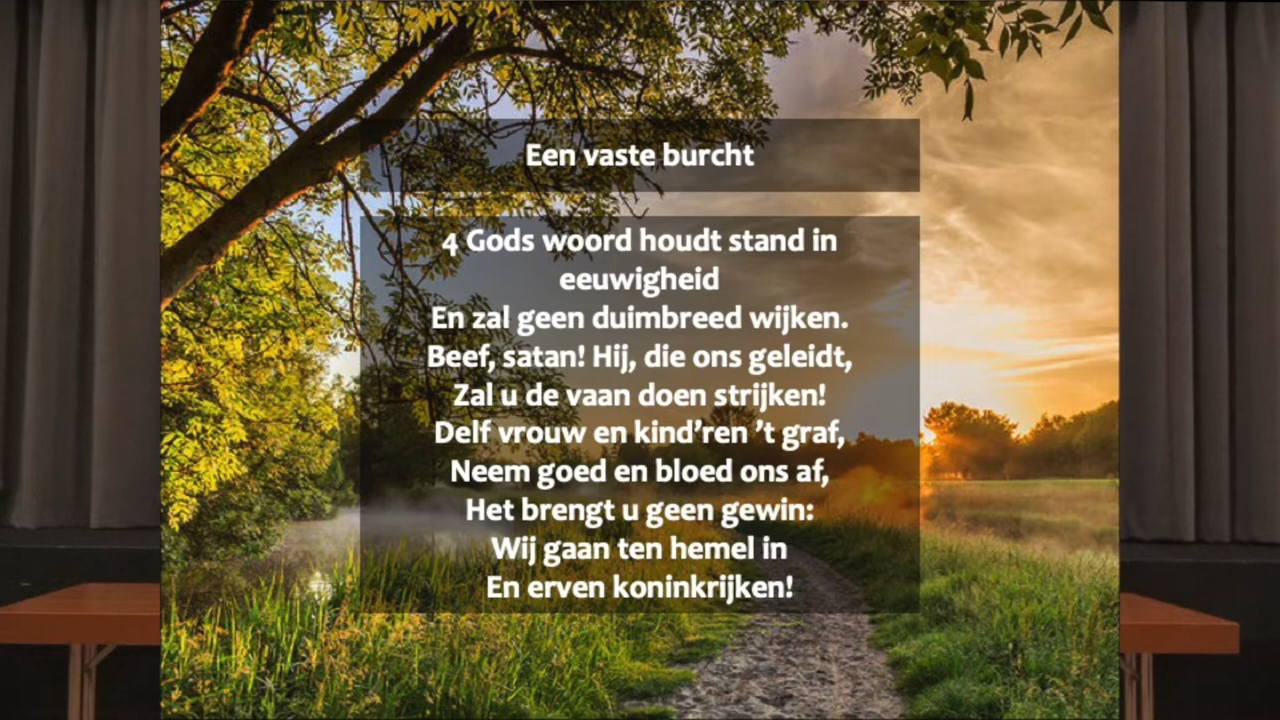 Een vaste burcht
4 Gods woord houdt stand in
eeuwigheid
En zal geen duimbreed wijken.
Beef, satan! Hij, die ons geleidt,
Zal u de vaan doen strijken!
Delf vrouw en kind’ren ’t graf,
Neem goed en bloed ons af,
Het brengt u geen gewin:
Wij gaan ten hemel in
En erven koninkrijken!